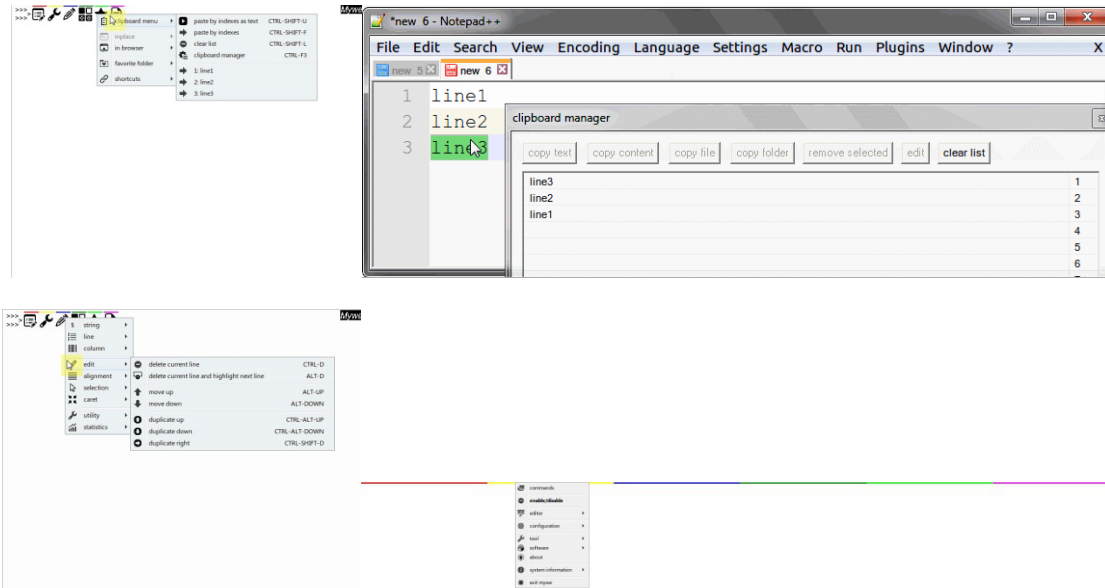 >>>
>>>
Mywe
clipboard menu
inplace
in browser
favorite folder
shortcuts
paste by indexes as text CTRL-SHIFT-U
paste by indexes CTRL-SHIFT-F
clear list CTRL-SHIFT-L
clipboard manager CTRL-F3
1: line1
2: line2
3: line3
*new 6 - Notepad++
File Edit Search View Encoding Language Settings Macro Run Plugins Window ? X
new 5 new 6
1 line1
2 line2
3 line3
clipboard manager
copy text copy content copy file copy folder remove selected edit clear list
line3 1
line2 2
line1 3
4
5
6
>>>
>>>
Mywe
$ string
line
column
edit
alignment
selection
caret
utility
statistics
delete current line CTRL-D
delete current line and highlight next line ALT-D
move up ALT-UP
move down ALT-DOWN
duplicate up CTRL-ALT-UP
duplicate down CTRL-ALT-DOWN
duplicate right CTRL-SHIFT-D
commands
enable/disable
editor
configuration
tool
software
about
system information
exit mywe